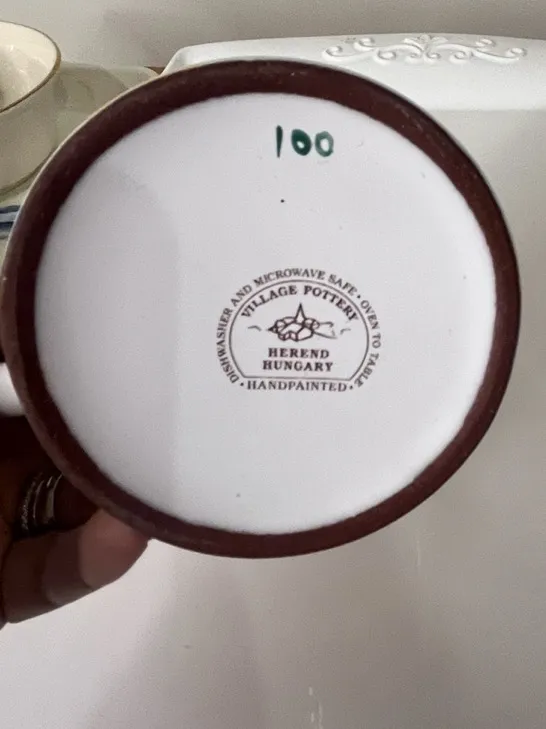 100
DISHWASHER AND MICROWAVE SAFE • OVEN TO TABLE
VILLAGE POTTERY
HEREND
HUNGARY
• HANDPAINTED •